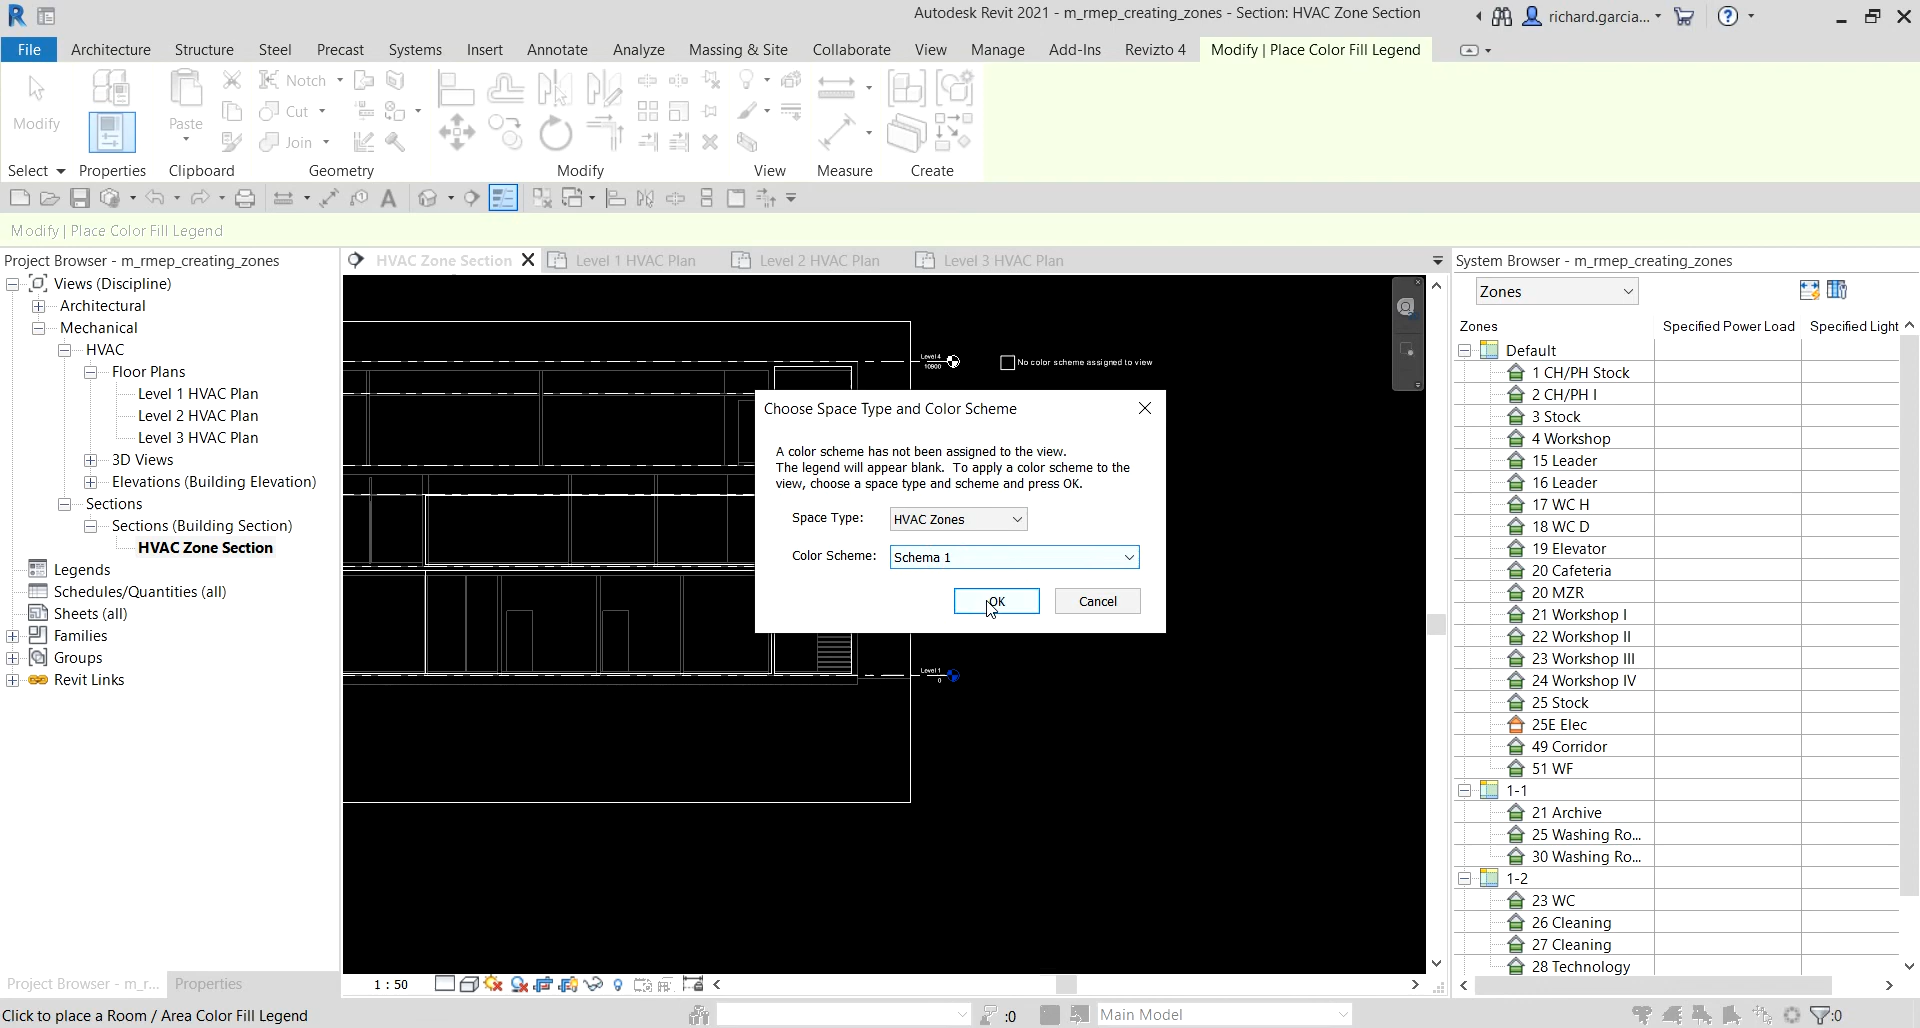 Autodesk Revit 2021 - m_rmep_creating_zones - Section: HVAC Zone Section
richard.garcia...
File Architecture Structure Steel Precast Systems Insert Annotate Analyze Massing & Site Collaborate View Manage Add-Ins Revizto 4 Modify | Place Color Fill Legend
Modify
Paste
Notch
Cut
Join
Select Properties Clipboard Geometry Modify View Measure Create
Modify | Place Color Fill Legend
Project Browser - m_rmep_creating_zones
Views (Discipline)
Architectural
Mechanical
HVAC
Floor Plans
Level 1 HVAC Plan
Level 2 HVAC Plan
Level 3 HVAC Plan
3D Views
Elevations (Building Elevation)
Sections
Sections (Building Section)
HVAC Zone Section
Legends
Schedules/Quantities (all)
Sheets (all)
Families
Groups
Revit Links
Project Browser - m_r... Properties
HVAC Zone Section Level 1 HVAC Plan Level 2 HVAC Plan Level 3 HVAC Plan
Level 4
10900
No color scheme assigned to view
Choose Space Type and Color Scheme
A color scheme has not been assigned to the view.
The legend will appear blank. To apply a color scheme to the
view, choose a space type and scheme and press OK.
Space Type: HVAC Zones
Color Scheme: Schema 1
OK Cancel
Level 1
0
1 : 50
System Browser - m_rmep_creating_zones
Zones
Zones Specified Power Load Specified Light
Default
1 CH/PH Stock
2 CH/PH I
3 Stock
4 Workshop
15 Leader
16 Leader
17 WC H
18 WC D
19 Elevator
20 Cafeteria
20 MZR
21 Workshop I
22 Workshop II
23 Workshop III
24 Workshop IV
25 Stock
25E Elec
49 Corridor
51 WF
1-1
21 Archive
25 Washing Ro...
30 Washing Ro...
1-2
23 WC
26 Cleaning
27 Cleaning
28 Technology
Click to place a Room / Area Color Fill Legend
:0
Main Model
:0